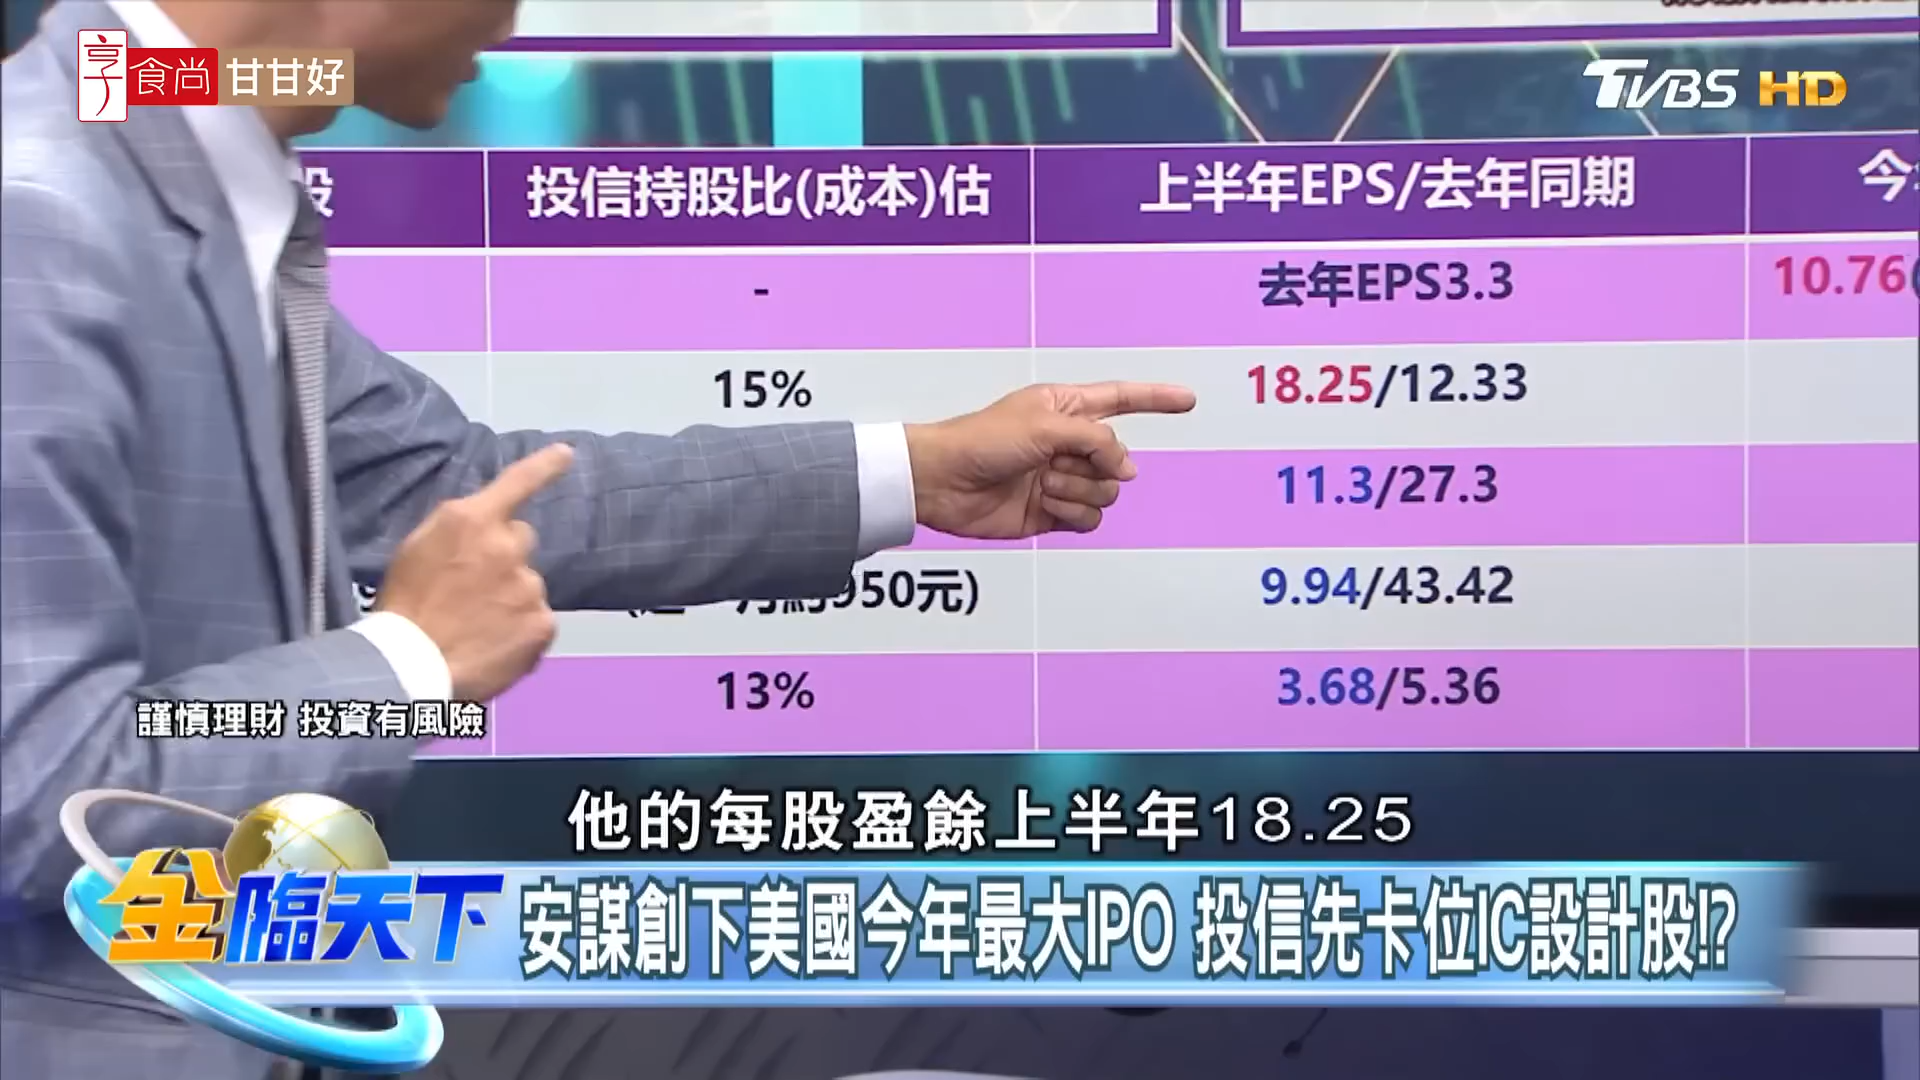 亨 食尚 甘甘好
TVBS HD
股 投信持股比(成本)估 上半年EPS/去年同期 今
- 去年EPS3.3 10.76(
15% 18.25/12.33
11.3/27.3
950元) 9.94/43.42
13% 3.68/5.36
謹慎理財 投資有風險
他的每股盈餘上半年18.25
金臨天下
安謀創下美國今年最大IPO 投信先卡位IC設計股!?